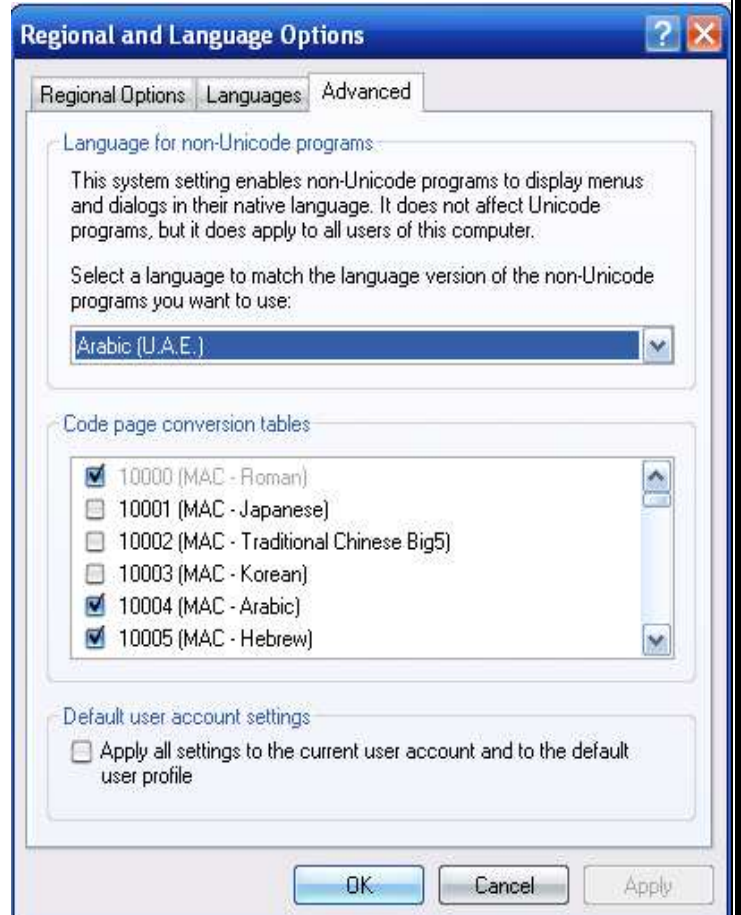 Regional and Language Options
Regional Options
Languages
Advanced
Language for non-Unicode programs
This system setting enables non-Unicode programs to display menus
and dialogs in their native language. It does not affect Unicode
programs, but it does apply to all users of this computer.
Select a language to match the language version of the non-Unicode
programs you want to use:
Arabic (U.A.E.)
Code page conversion tables
10000 (MAC - Roman)
10001 (MAC - Japanese)
10002 (MAC - Traditional Chinese Big5)
10003 (MAC - Korean)
10004 (MAC - Arabic)
10005 (MAC - Hebrew)
Default user account settings
Apply all settings to the current user account and to the default
user profile
OK
Cancel
Apply